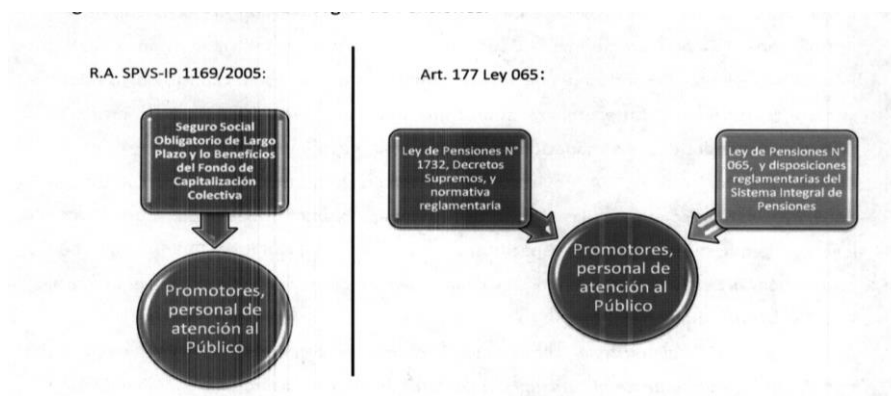 R.A. SPVS-IP 1169/2005:
Seguro Social
Obligatorio de Largo
Plazo y lo Beneficios
del Fondo de
Capitalización
Colectiva
Promotores,
personal de
atención al
Público
Art. 177 Ley 065:
Ley de Pensiones N°
1732, Decretos
Supremos, y
normativa
reglamentaria
Ley de Pensiones N°
065, y disposiciones
reglamentarias del
Sistema Integral de
Pensiones
Promotores,
personal de
atención al
Público